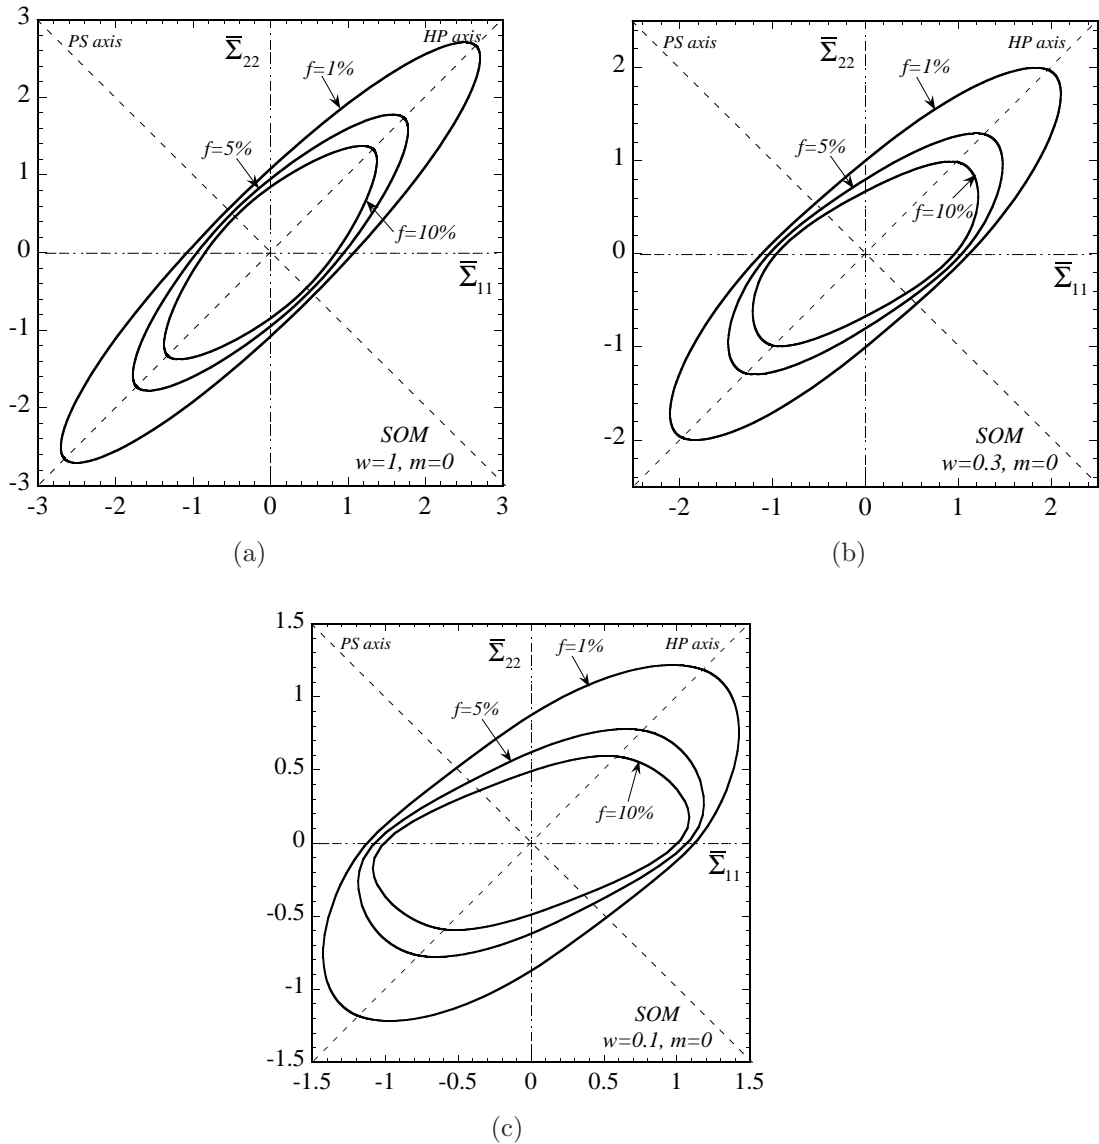 3
2
1
0
-1
-2
-3
PS axis
Σ̅₂₂
HP axis
f=1%
f=5%
f=10%
Σ̅₁₁
SOM
w=1, m=0
-3 -2 -1 0 1 2 3
(a)
2
1
0
-1
-2
PS axis
Σ̅₂₂
HP axis
f=1%
f=5%
f=10%
Σ̅₁₁
SOM
w=0.3, m=0
-2 -1 0 1 2
(b)
1.5
1
0.5
0
-0.5
-1
-1.5
PS axis
Σ̅₂₂
f=1%
HP axis
f=5%
f=10%
Σ̅₁₁
SOM
w=0.1, m=0
-1.5 -1 -0.5 0 0.5 1 1.5
(c)